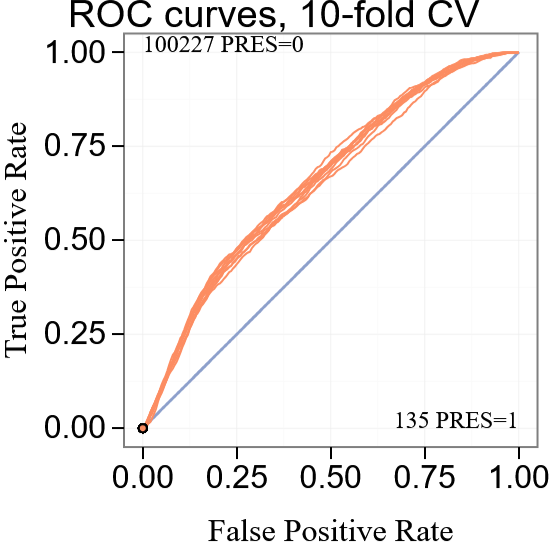 ROC curves, 10-fold CV
100227 PRES=0
1.00
0.75
0.50
0.25
0.00
True Positive Rate
135 PRES=1
0.00 0.25 0.50 0.75 1.00
False Positive Rate